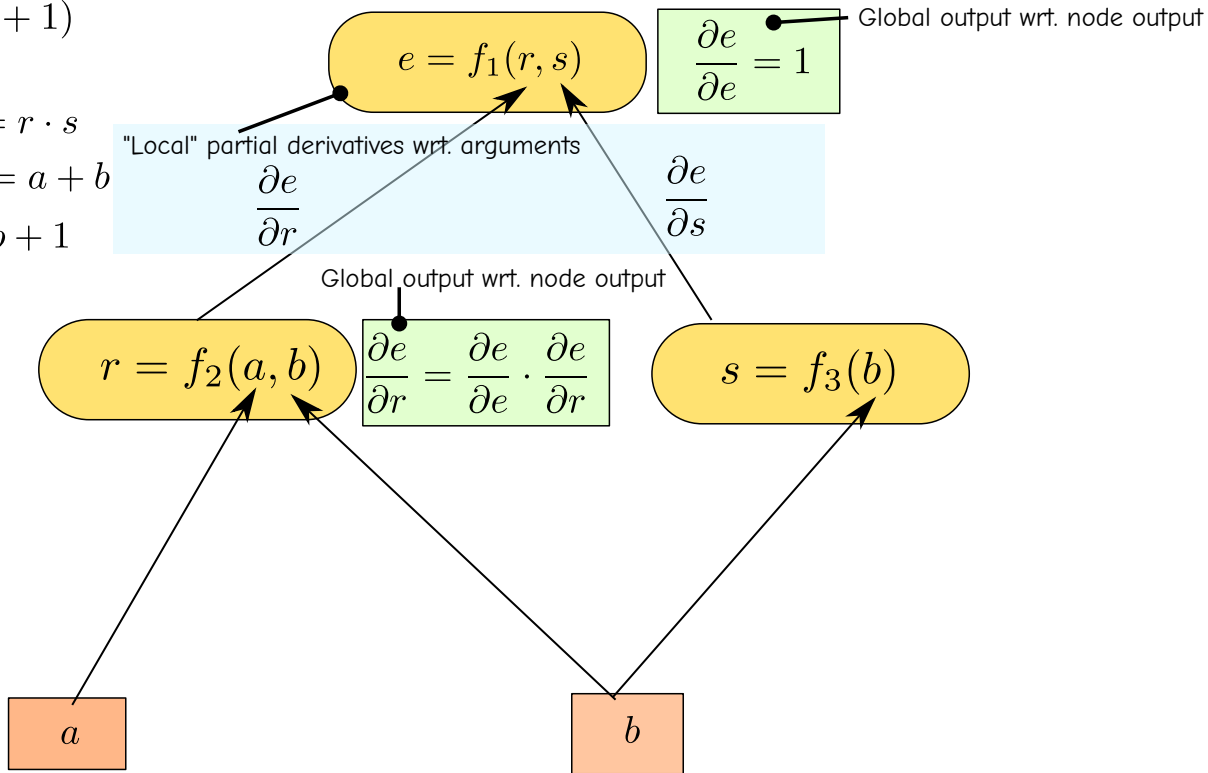 + 1)
e = f₁(r, s)
∂e/∂e = 1
Global output wrt. node output
= r · s
= a + b
b + 1
"Local" partial derivatives wrt. arguments
∂e/∂r
∂e/∂s
Global output wrt. node output
r = f₂(a, b)
∂e/∂r = ∂e/∂e · ∂e/∂r
s = f₃(b)
a
b